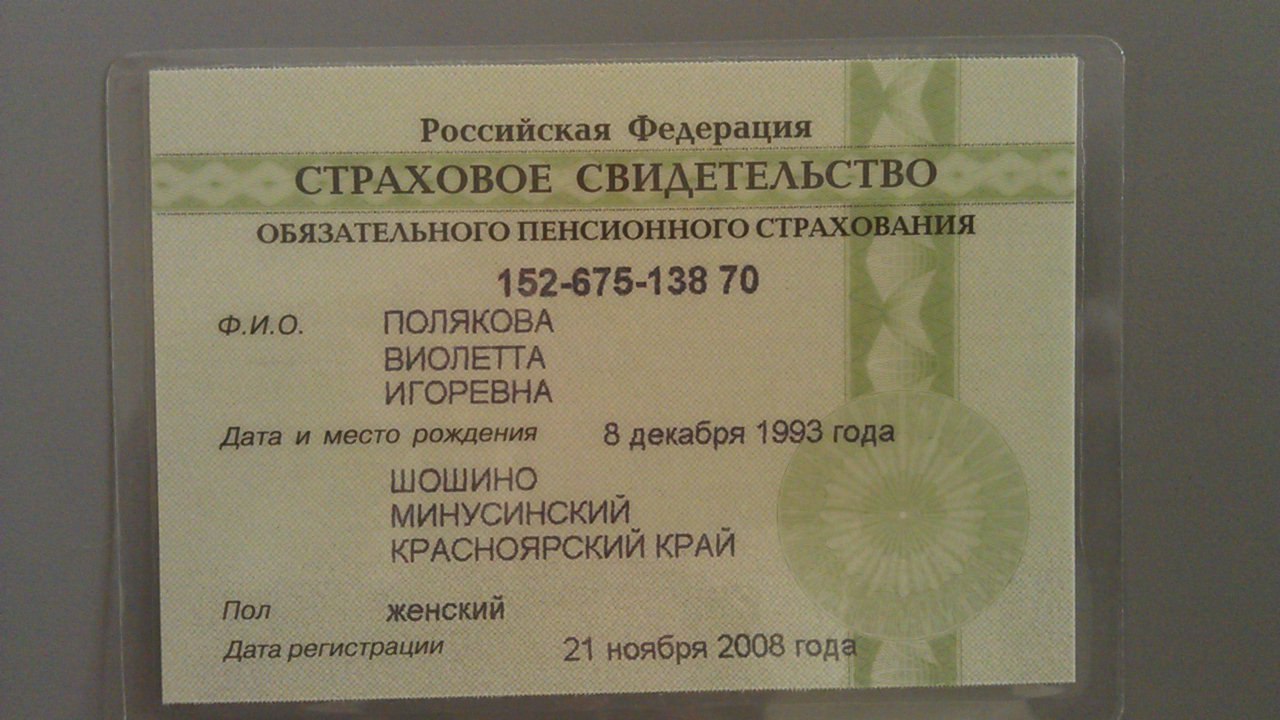 Российская Федерация
СТРАХОВОЕ СВИДЕТЕЛЬСТВО
ОБЯЗАТЕЛЬНОГО ПЕНСИОННОГО СТРАХОВАНИЯ
152-675-138 70
Ф.И.О. ПОЛЯКОВА
ВИОЛЕТТА
ИГОРЕВНА
Дата и место рождения 8 декабря 1993 года
ШОШИНО
МИНУСИНСКИЙ
КРАСНОЯРСКИЙ КРАЙ
Пол женский
Дата регистрации 21 ноября 2008 года